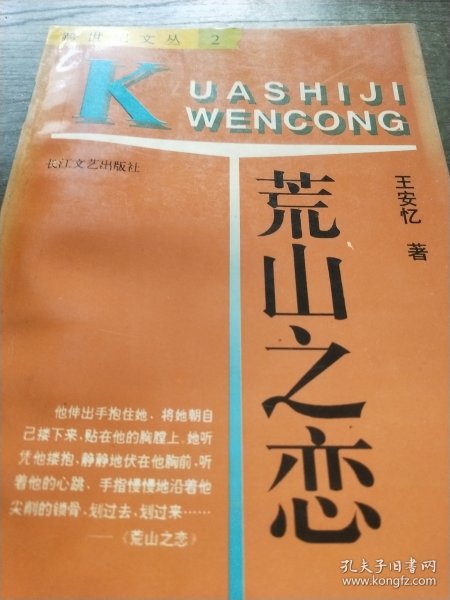 跨世纪文丛 2
KUASHIJI
WENCONG
长江文艺出版社
王安忆 著
荒山之恋
他伸出手抱住她、将她朝自
己搂下来、贴在他的胸膛上、她听
凭他搂抱、静静地伏在他胸前、听
着他的心跳、手指慢慢地沿着他
尖削的锁骨、划过去、划过来……
——《荒山之恋》
孔夫子旧书网
www.kongfz.com